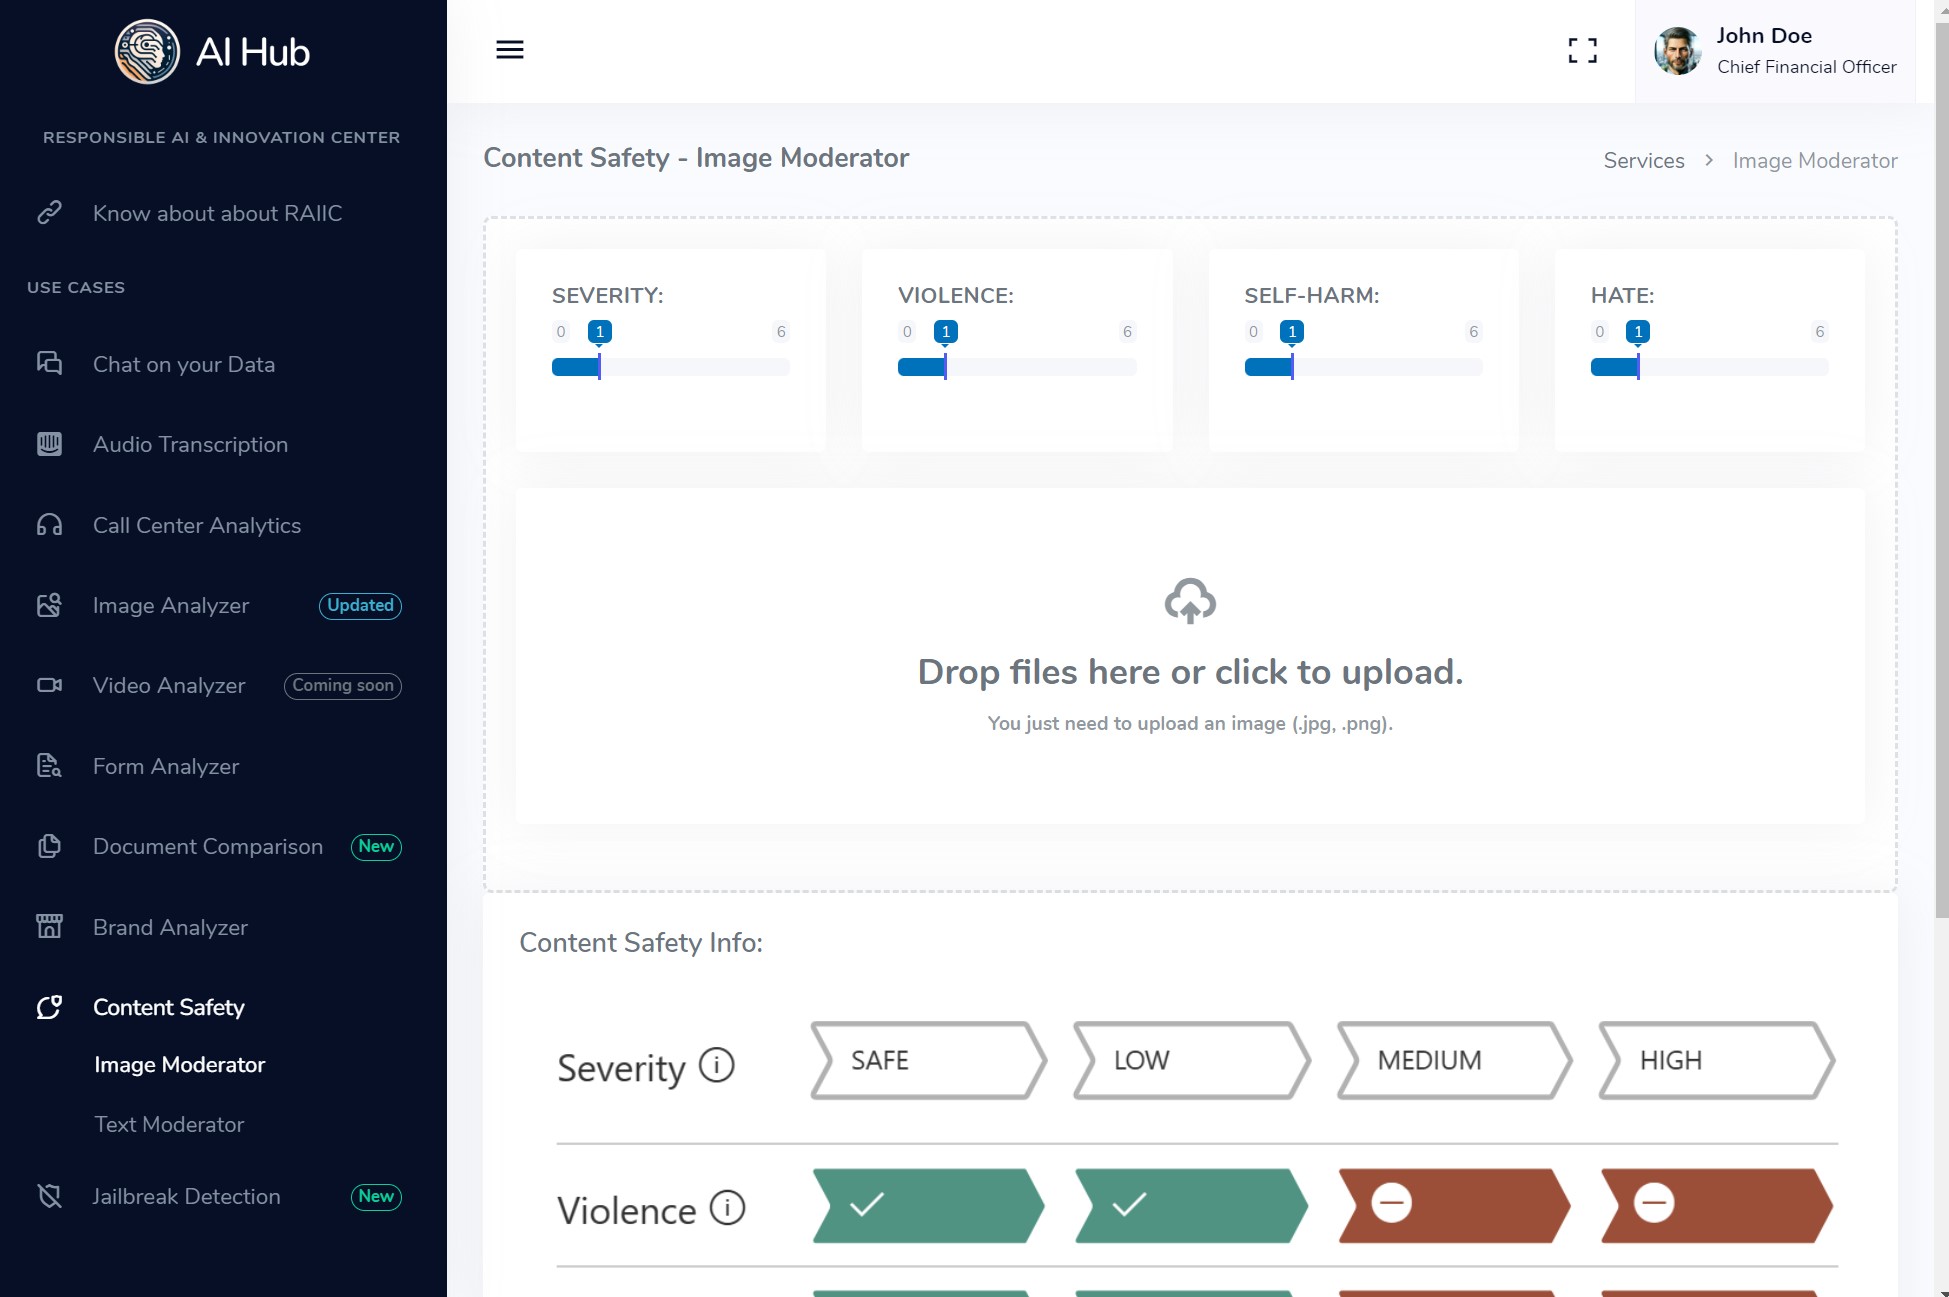 AI Hub
RESPONSIBLE AI & INNOVATION CENTER
Know about about RAIIC
USE CASES
Chat on your Data
Audio Transcription
Call Center Analytics
Image Analyzer Updated
Video Analyzer Coming soon
Form Analyzer
Document Comparison New
Brand Analyzer
Content Safety
Image Moderator
Text Moderator
Jailbreak Detection New
John Doe
Chief Financial Officer
Content Safety - Image Moderator
Services > Image Moderator
SEVERITY:
0 1 6
VIOLENCE:
0 1 6
SELF-HARM:
0 1 6
HATE:
0 1 6
Drop files here or click to upload.
You just need to upload an image (.jpg, .png).
Content Safety Info:
Severity SAFE LOW MEDIUM HIGH
Violence